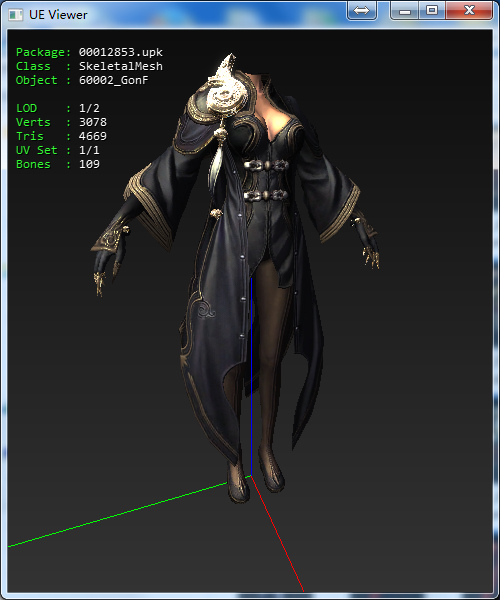 UE Viewer
Package: 00012853.upk
Class : SkeletalMesh
Object : 60002_GonF
LOD : 1/2
Verts : 3078
Tris : 4669
UV Set : 1/1
Bones : 109